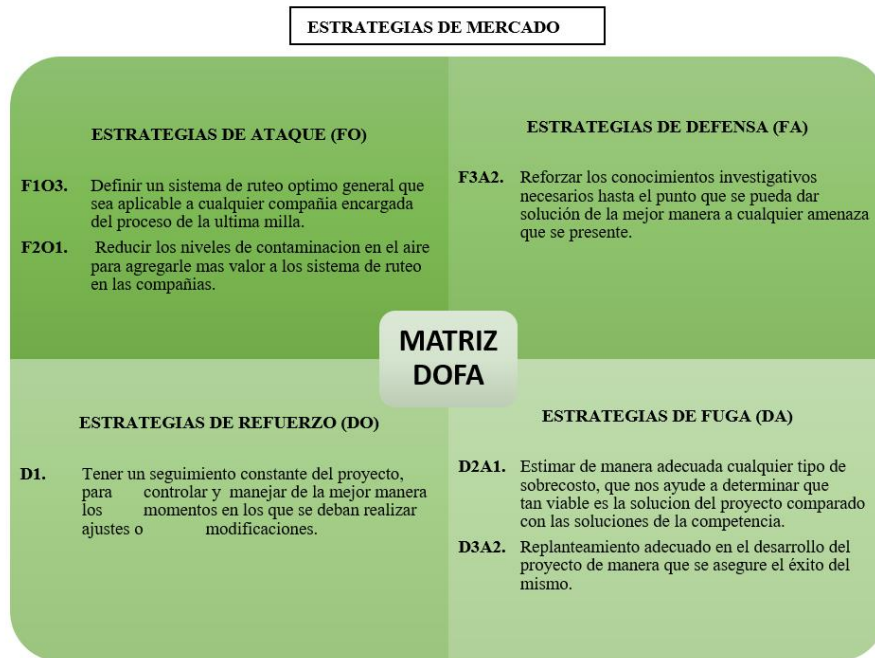 ESTRATEGIAS DE MERCADO
ESTRATEGIAS DE ATAQUE (FO)
F1O3. Definir un sistema de ruteo optimo general que
sea aplicable a cualquier compañia encargada
del proceso de la ultima milla.
F2O1. Reducir los niveles de contaminacion en el aire
para agregarle mas valor a los sistema de ruteo
en las compañias.
ESTRATEGIAS DE DEFENSA (FA)
F3A2. Reforzar los conocimientos investigativos
necesarios hasta el punto que se pueda dar
solución de la mejor manera a cualquier amenaza
que se presente.
MATRIZ
DOFA
ESTRATEGIAS DE REFUERZO (DO)
D1. Tener un seguimiento constante del proyecto,
para controlar y manejar de la mejor manera
los momentos en los que se deban realizar
ajustes o modificaciones.
ESTRATEGIAS DE FUGA (DA)
D2A1. Estimar de manera adecuada cualquier tipo de
sobrecosto, que nos ayude a determinar que
tan viable es la solucion del proyecto comparado
con las soluciones de la competencia.
D3A2. Replanteamiento adecuado en el desarrollo del
proyecto de manera que se asegure el éxito del
mismo.